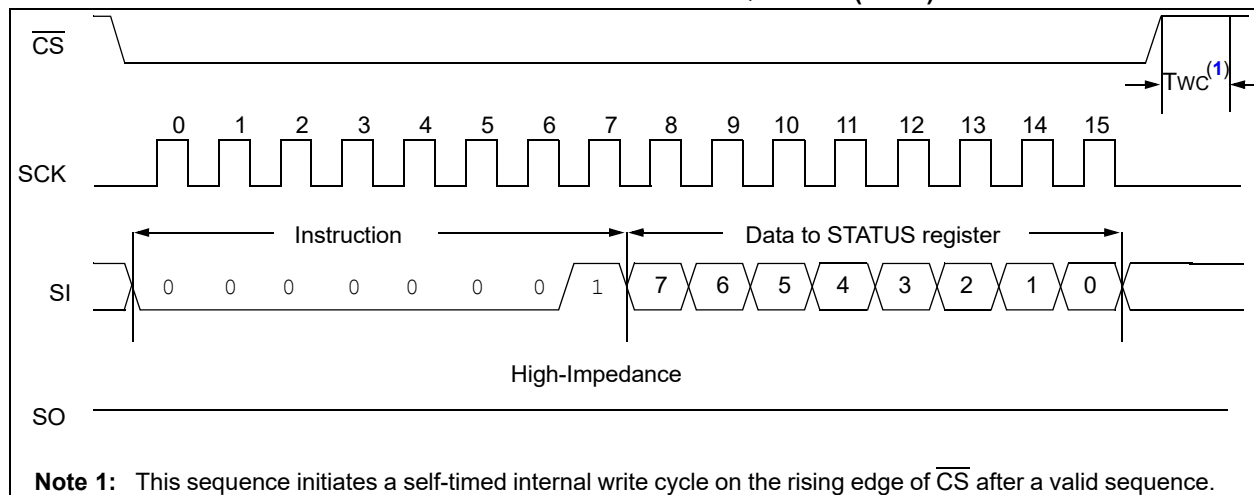 CS
TWC(1)
0 1 2 3 4 5 6 7 8 9 10 11 12 13 14 15
SCK
Instruction Data to STATUS register
SI 0 0 0 0 0 0 0 1 7 6 5 4 3 2 1 0
High-Impedance
SO
Note 1: This sequence initiates a self-timed internal write cycle on the rising edge of CS after a valid sequence.